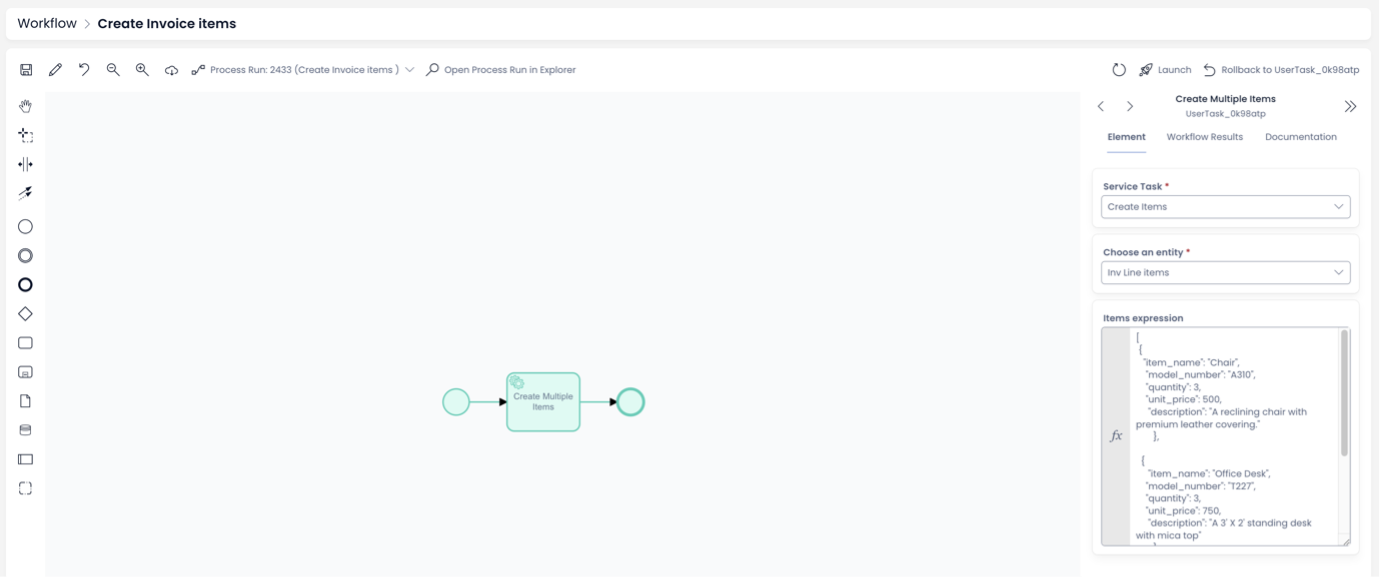 Workflow > Create Invoice items
Process Run: 2433 (Create Invoice items )
Open Process Run in Explorer
Launch
Rollback to UserTask_0k98atp
Create Multiple Items
UserTask_0k98atp
Element
Workflow Results
Documentation
Service Task *
Create Items
Choose an entity *
Inv Line items
Items expression
fx
[
{
"item_name": "Chair",
"model_number": "A310",
"quantity": 3,
"unit_price": 500,
"description": "A reclining chair with
premium leather covering."
},
{
"item_name": "Office Desk",
"model_number": "T227",
"quantity": 3,
"unit_price": 750,
"description": "A 3' X 2' standing desk
with mica top"
Create Multiple
Items